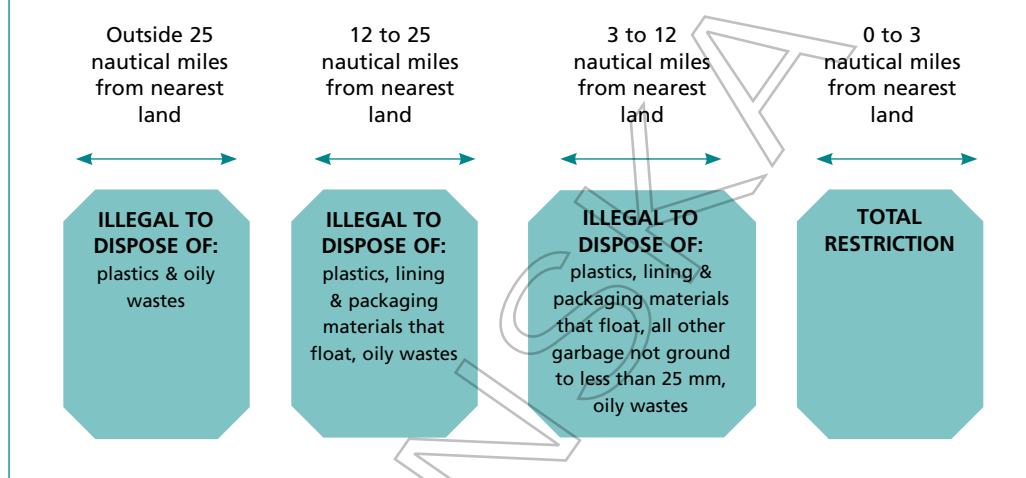 Outside 25
nautical miles
from nearest
land
ILLEGAL TO
DISPOSE OF:
plastics & oily
wastes
12 to 25
nautical miles
from nearest
land
ILLEGAL TO
DISPOSE OF:
plastics, lining
& packaging
materials that
float, oily wastes
3 to 12
nautical miles
from nearest
land
ILLEGAL TO
DISPOSE OF:
plastics, lining &
packaging materials
that float, all other
garbage not ground
to less than 25 mm,
oily wastes
0 to 3
nautical miles
from nearest
land
TOTAL
RESTRICTION
NSKA